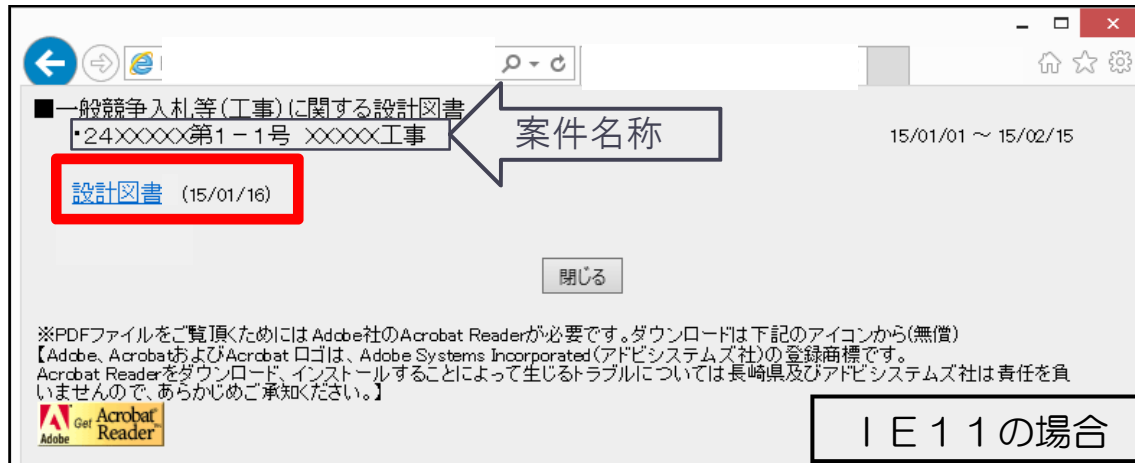 ■一般競争入札等(工事)に関する設計図書
・24XXXXX第1-1号 XXXXX工事
案件名称
15/01/01 ~ 15/02/15
設計図書 (15/01/16)
閉じる
※PDFファイルをご覧頂くためにはAdobe社のAcrobat Readerが必要です。ダウンロードは下記のアイコンから(無償)
【Adobe、AcrobatおよびAcrobat ロゴは、Adobe Systems Incorporated(アドビシステムズ社)の登録商標です。
Acrobat Readerをダウンロード、インストールすることによって生じるトラブルについては長崎県及びアドビシステムズ社は責任を負
いませんので、あらかじめご承知ください。】
Adobe Get Acrobat Reader
IE11の場合